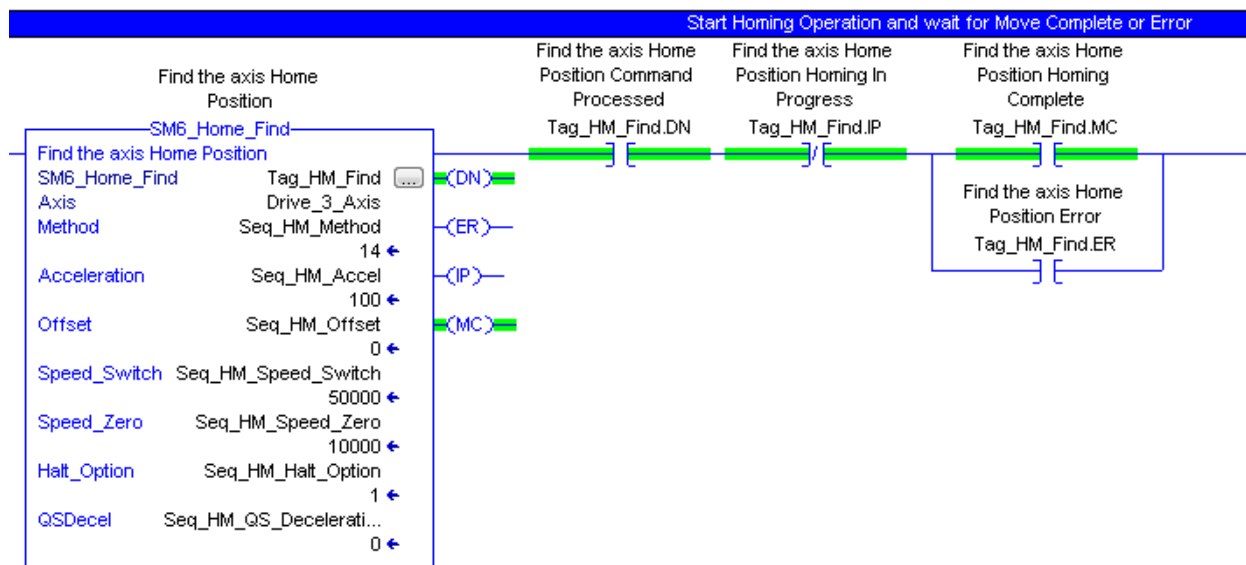 Start Homing Operation and wait for Move Complete or Error
Find the axis Home
Position
Find the axis Home
Position Command
Processed
Tag_HM_Find.DN
Find the axis Home
Position Homing In
Progress
Tag_HM_Find.IP
Find the axis Home
Position Homing
Complete
Tag_HM_Find.MC
SM6_Home_Find
Find the axis Home Position
SM6_Home_Find Tag_HM_Find ... (DN)
Axis Drive_3_Axis
Method Seq_HM_Method (ER)
14
Acceleration Seq_HM_Accel (IP)
100
Offset Seq_HM_Offset (MC)
0
Speed_Switch Seq_HM_Speed_Switch
50000
Speed_Zero Seq_HM_Speed_Zero
10000
Halt_Option Seq_HM_Halt_Option
1
QSDecel Seq_HM_QS_Decelerati...
0
Find the axis Home
Position Error
Tag_HM_Find.ER